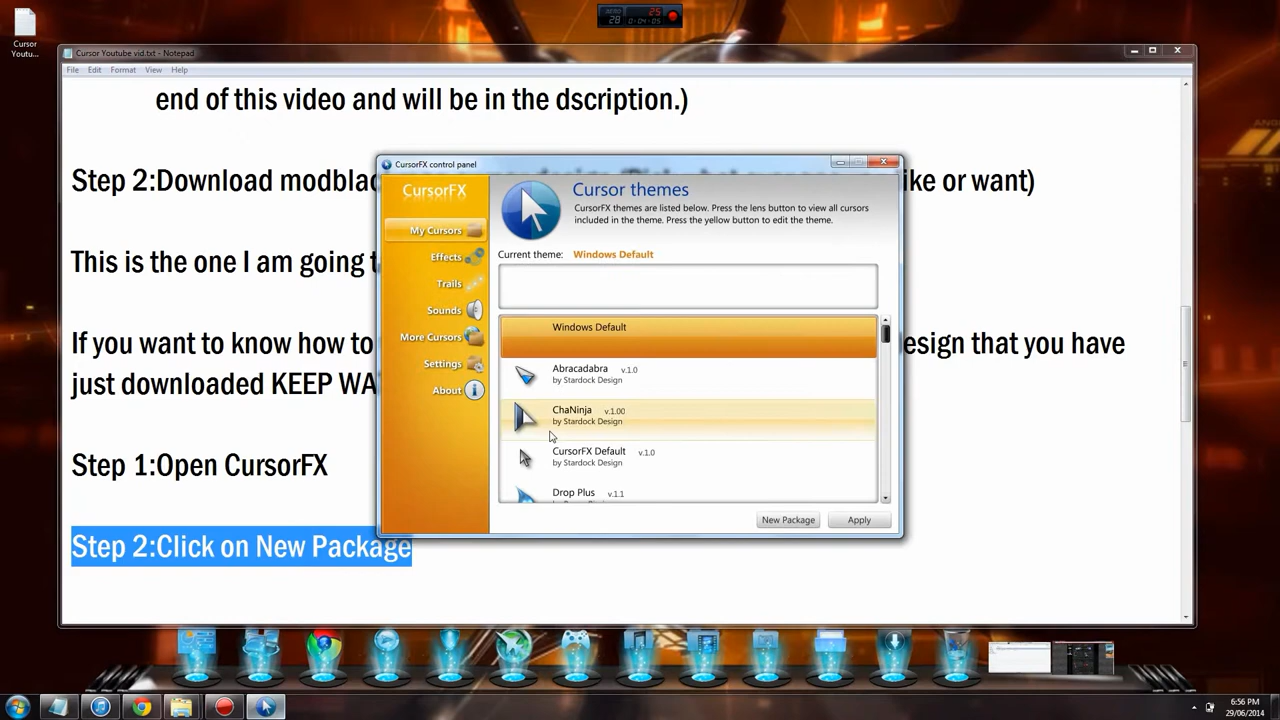 AERO
28
25
0:04:05
Cursor
Youtu...
Cursor Youtube vid.txt - Notepad
File Edit Format View Help
end of this video and will be in the dscription.)
Step 2:Download modblac
ike or want)
This is the one I am going t
If you want to know how to
esign that you have
just downloaded KEEP WA
Step 1:Open CursorFX
Step 2:Click on New Package
CursorFX control panel
CursorFX
My Cursors
Effects
Trails
Sounds
More Cursors
Settings
About
Cursor themes
CursorFX themes are listed below. Press the lens button to view all cursors
included in the theme. Press the yellow button to edit the theme.
Current theme: Windows Default
Windows Default
Abracadabra v.1.0
by Stardock Design
ChaNinja v.1.00
by Stardock Design
CursorFX Default v.1.0
by Stardock Design
Drop Plus v.1.1
New Package Apply
6:56 PM
29/06/2014